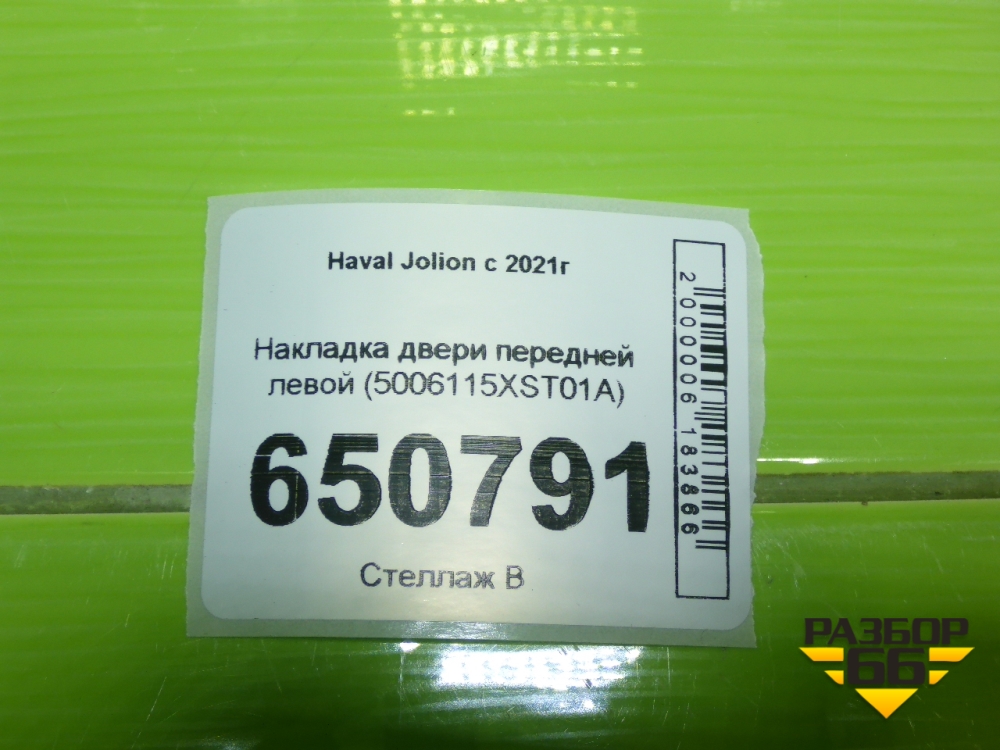 Haval Jolion с 2021г
Накладка двери передней
левой (5006115XST01A)
650791
Стеллаж В
2000006183866
РАЗБОР
66